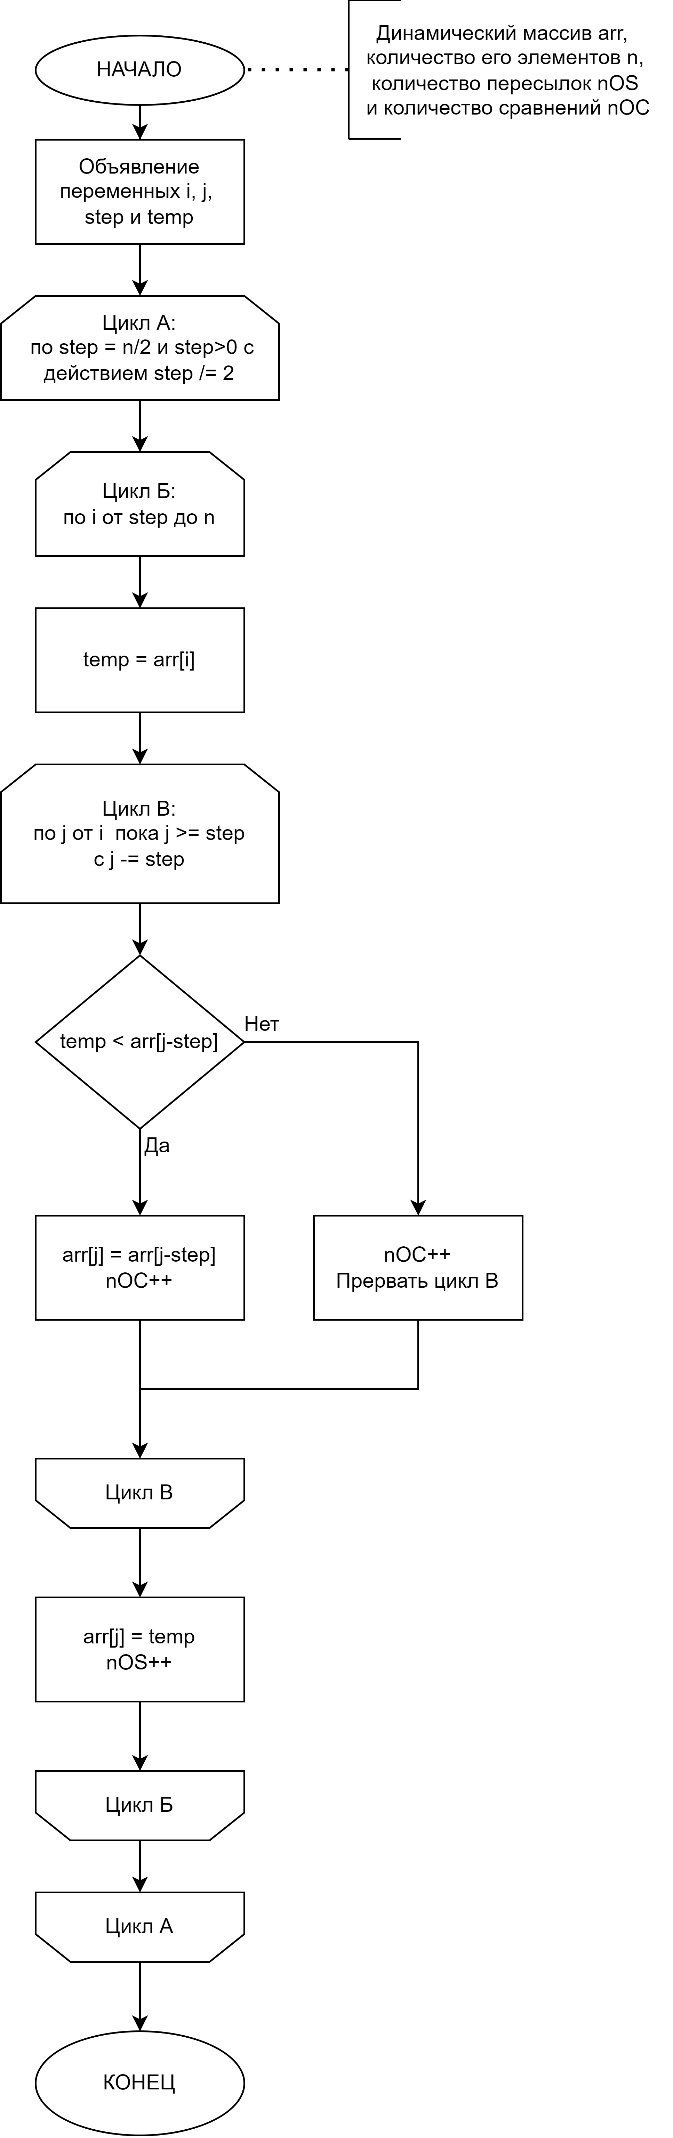 НАЧАЛО
Динамический массив arr,
количество его элементов n,
количество пересылок nOS
и количество сравнений nOC
Объявление
переменных i, j,
step и temp
Цикл А:
по step = n/2 и step>0 с
действием step /= 2
Цикл Б:
по i от step до n
temp = arr[i]
Цикл В:
по j от i  пока j >= step
с j -= step
temp < arr[j-step]
Нет
Да
arr[j] = arr[j-step]
nOC++
nOC++
Прервать цикл В
Цикл В
arr[j] = temp
nOS++
Цикл Б
Цикл А
КОНЕЦ